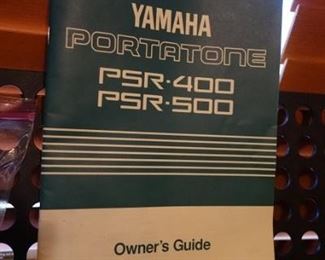 YAMAHA
PORTATONE
PSR-400
PSR-500
Owner's Guide